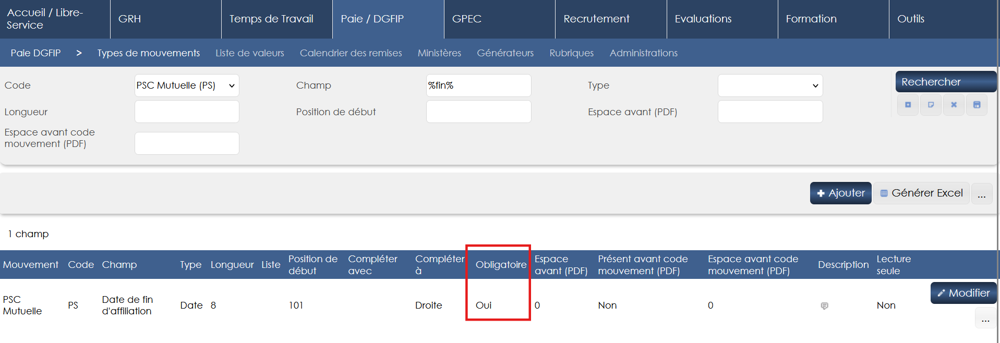 Accueil / Libre-
Service
GRH
Temps de Travail
Paie / DGFIP
GPEC
Recrutement
Evaluations
Formation
Outils
Paie DGFIP > Types de mouvements Liste de valeurs Calendrier des remises Ministères Générateurs Rubriques Administrations
Code PSC Mutuelle (PS) Champ %fin% Type Rechercher
Longueur Position de début Espace avant (PDF)
Espace avant code
mouvement (PDF)
Ajouter Générer Excel ...
1 champ
Mouvement Code Champ Type Longueur Liste
Position de
début
Compléter
avec
Compléter
à
Obligatoire
Espace
avant (PDF)
Présent avant code
mouvement (PDF)
Espace avant code
mouvement (PDF)
Description
Lecture
seule
PSC
Mutuelle
PS
Date de fin
d'affiliation
Date 8 101 Droite Oui 0 Non 0 Non
Modifier
...